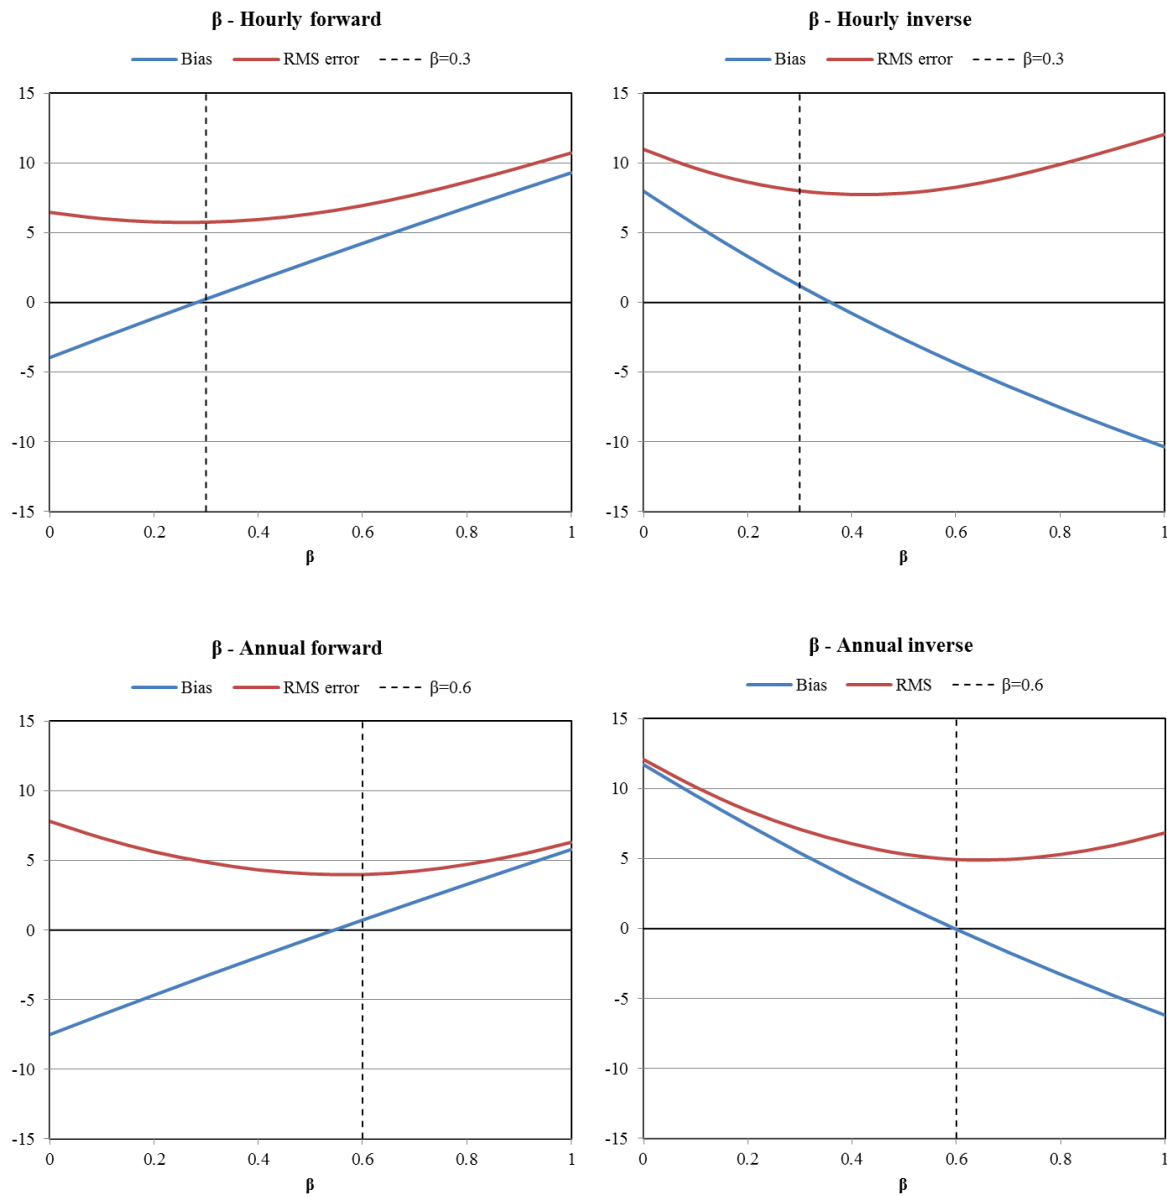 β - Hourly forward
Bias RMS error β=0.3
15
10
5
0
-5
-10
-15
0 0.2 0.4 0.6 0.8 1
β
β - Hourly inverse
Bias RMS error β=0.3
15
10
5
0
-5
-10
-15
0 0.2 0.4 0.6 0.8 1
β
β - Annual forward
Bias RMS error β=0.6
15
10
5
0
-5
-10
-15
0 0.2 0.4 0.6 0.8 1
β
β - Annual inverse
Bias RMS β=0.6
15
10
5
0
-5
-10
-15
0 0.2 0.4 0.6 0.8 1
β